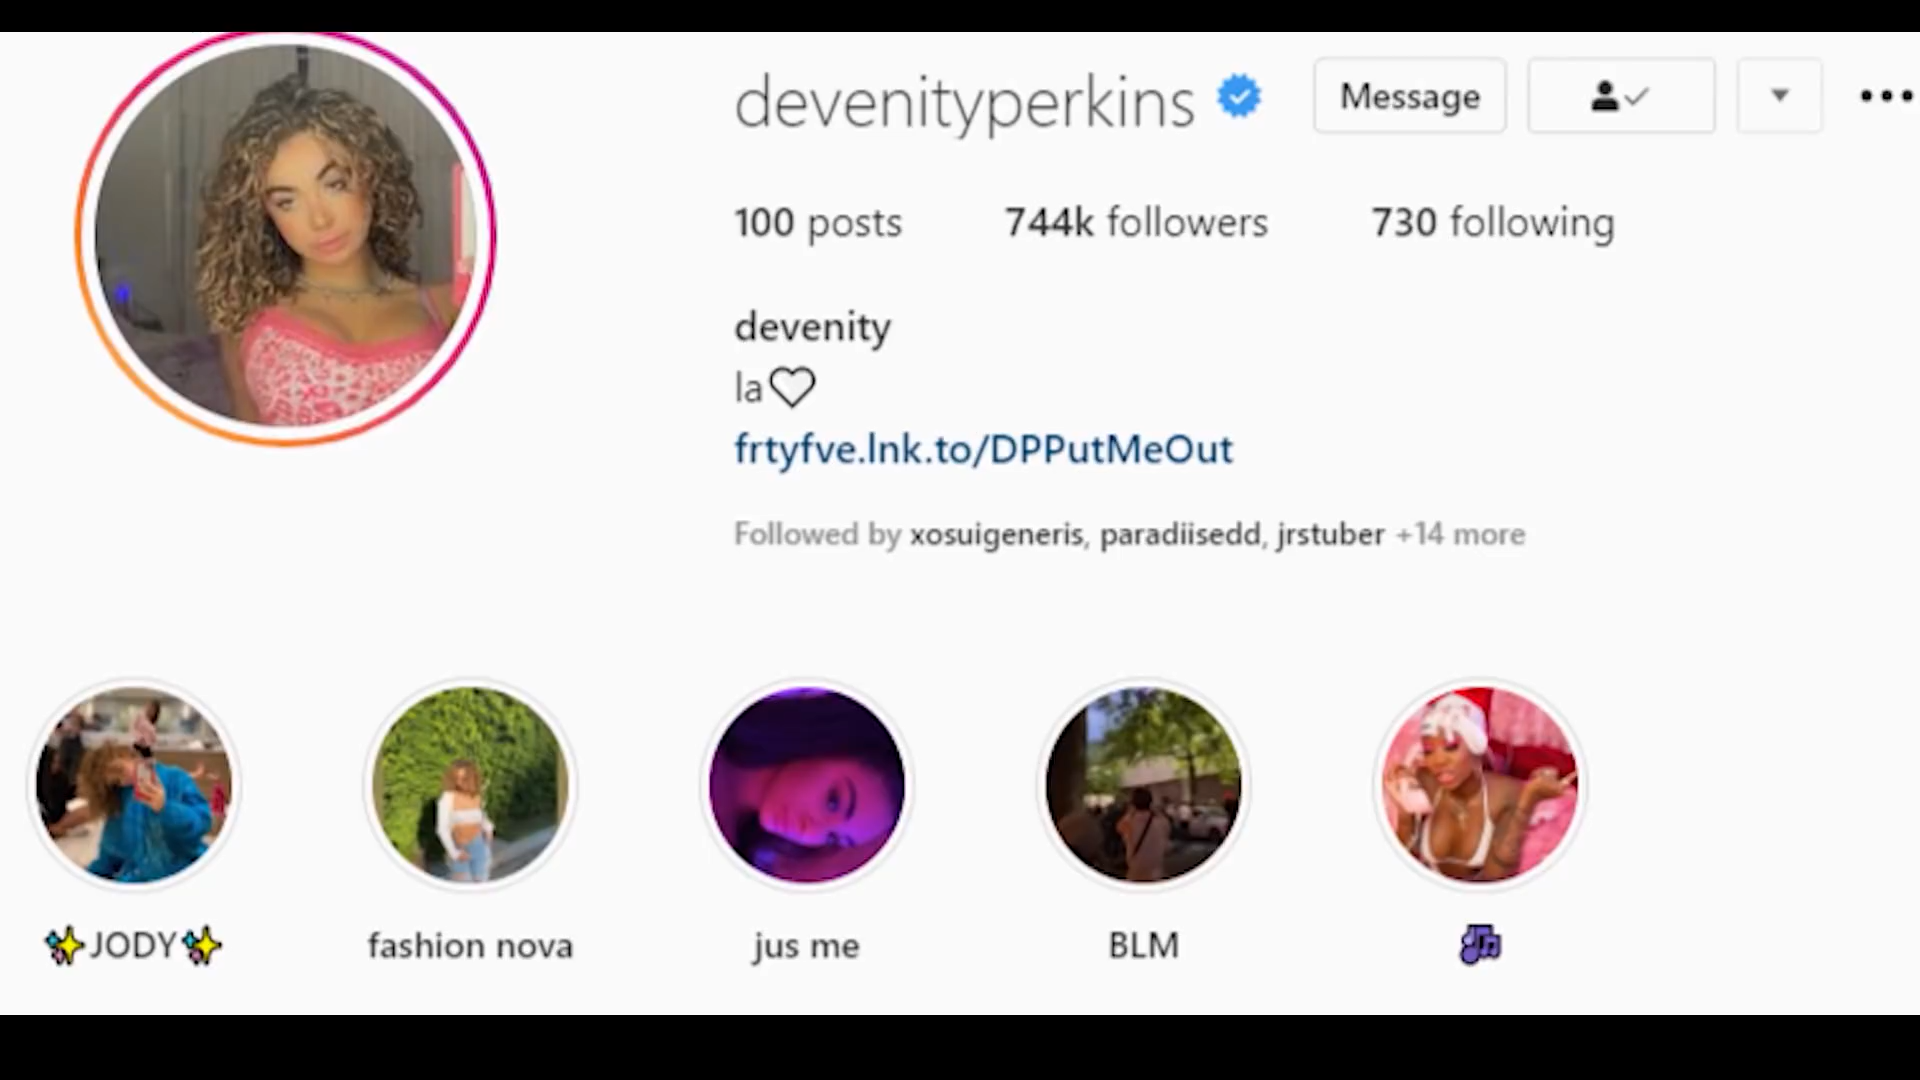 devenityperkins Message
100 posts 744k followers 730 following
devenity
la♡
frtyfve.lnk.to/DPPutMeOut
Followed by xosuigeneris, paradiisedd, jrstuber +14 more
✨JODY✨ fashion nova jus me BLM 🎶